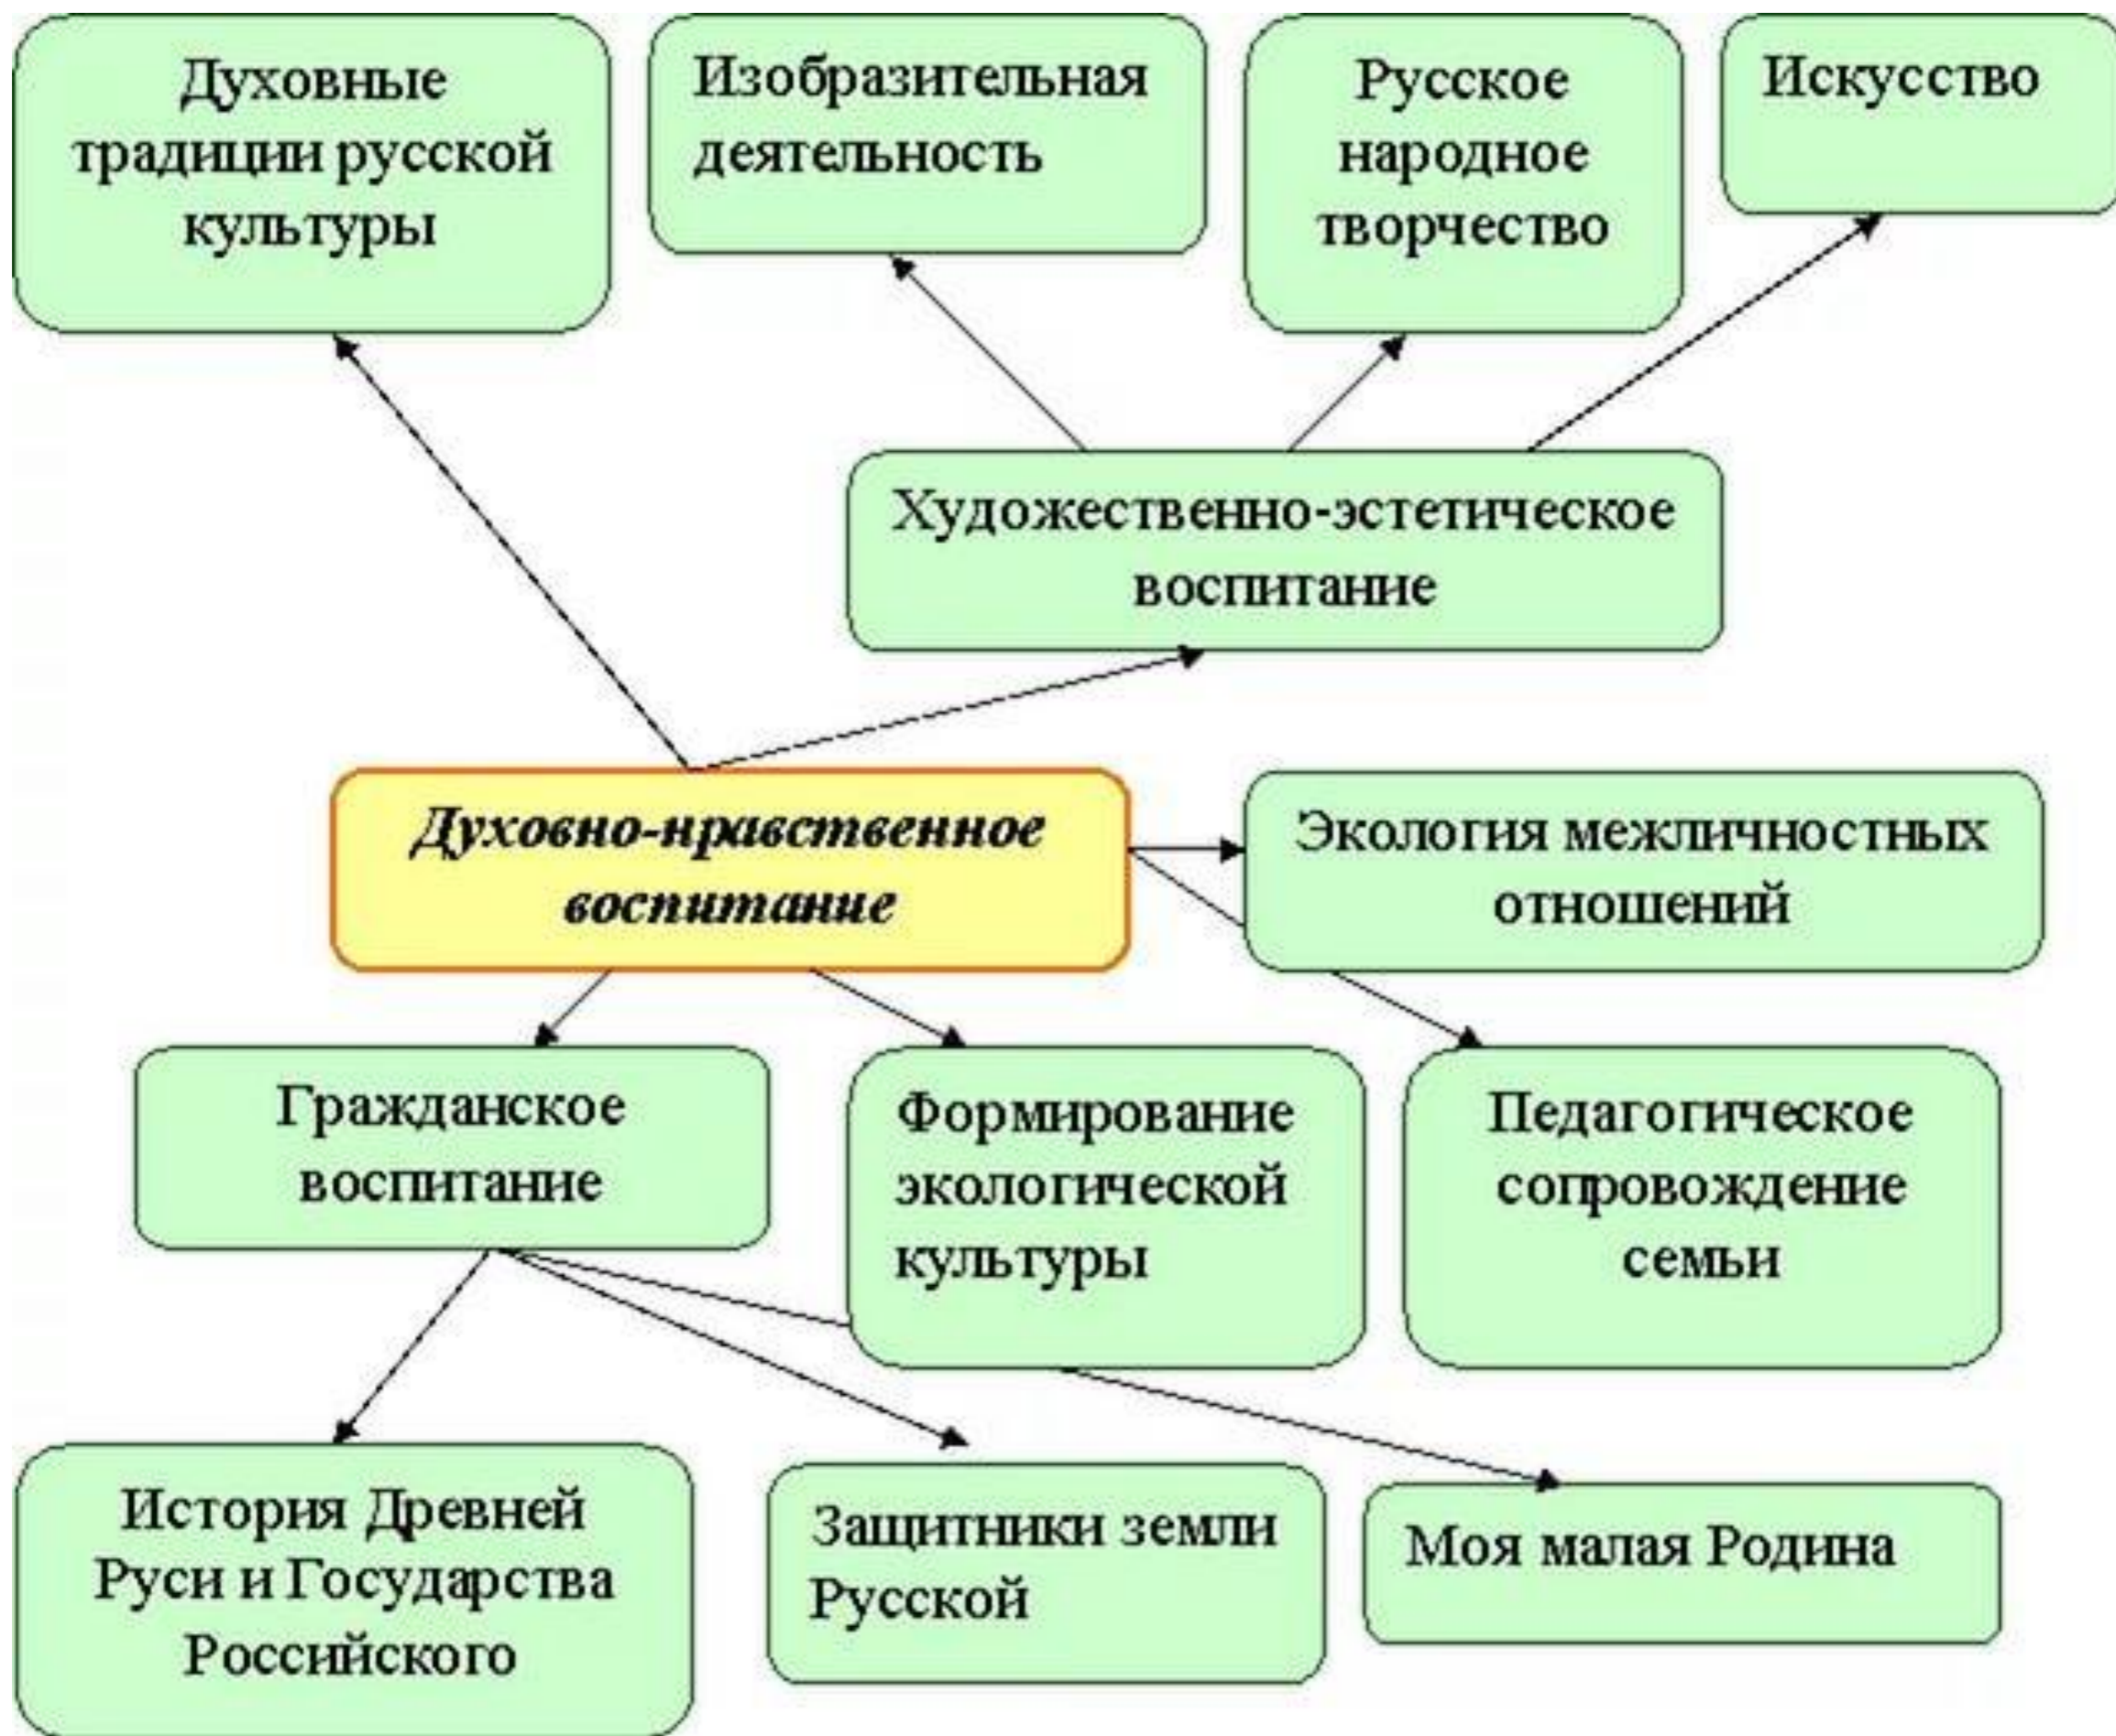 Духовные
традиции русской
культуры
Изобразительная
деятельность
Русское
народное
творчество
Искусство
Художественно-эстетическое
воспитание
Духовно-нравственное
воспитание
Экология межличностных
отношений
Гражданское
воспитание
Формирование
экологической
культуры
Педагогическое
сопровождение
семьи
История Древней
Руси и Государства
Российского
Защитники земли
Русской
Моя малая Родина